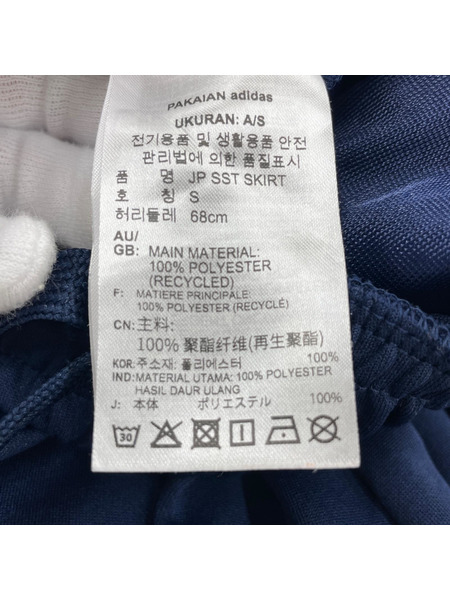 PAKAIAN adidas
UKURAN: A/S
전기용품 및 생활용품 안전
관리법에 의한 품질표시
품 명 JP SST SKIRT
호 칭 S
허리둘레 68cm
AU/
GB: MAIN MATERIAL:
100% POLYESTER
(RECYCLED)
F: MATIERE PRINCIPALE:
100% POLYESTER (RECYCLÉ)
CN: 主料:
100% 聚酯纤维(再生聚酯)
KOR: 주소재: 폴리에스터 100%
IND: MATERIAL UTAMA: 100% POLYESTER
HASIL DAUR ULANG
J: 本体 ポリエステル 100%
30